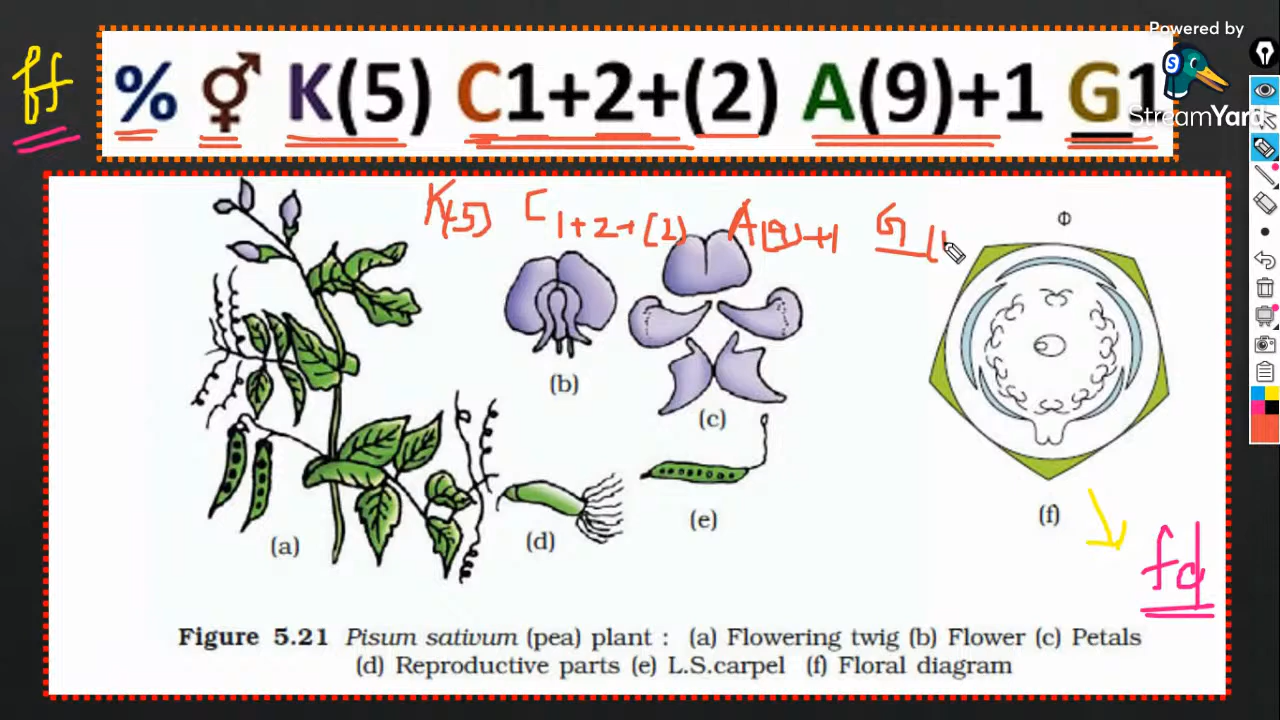 Powered by
StreamYard
ff
% ⚥ K(5) C1+2+(2) A(9)+1 G1
K(5) C1+2+(2) A(9)+1 G1
Φ
(b)
(c)
(a)
(d)
(e)
(f)
fd
Figure 5.21 Pisum sativum (pea) plant : (a) Flowering twig (b) Flower (c) Petals
(d) Reproductive parts (e) L.S.carpel (f) Floral diagram